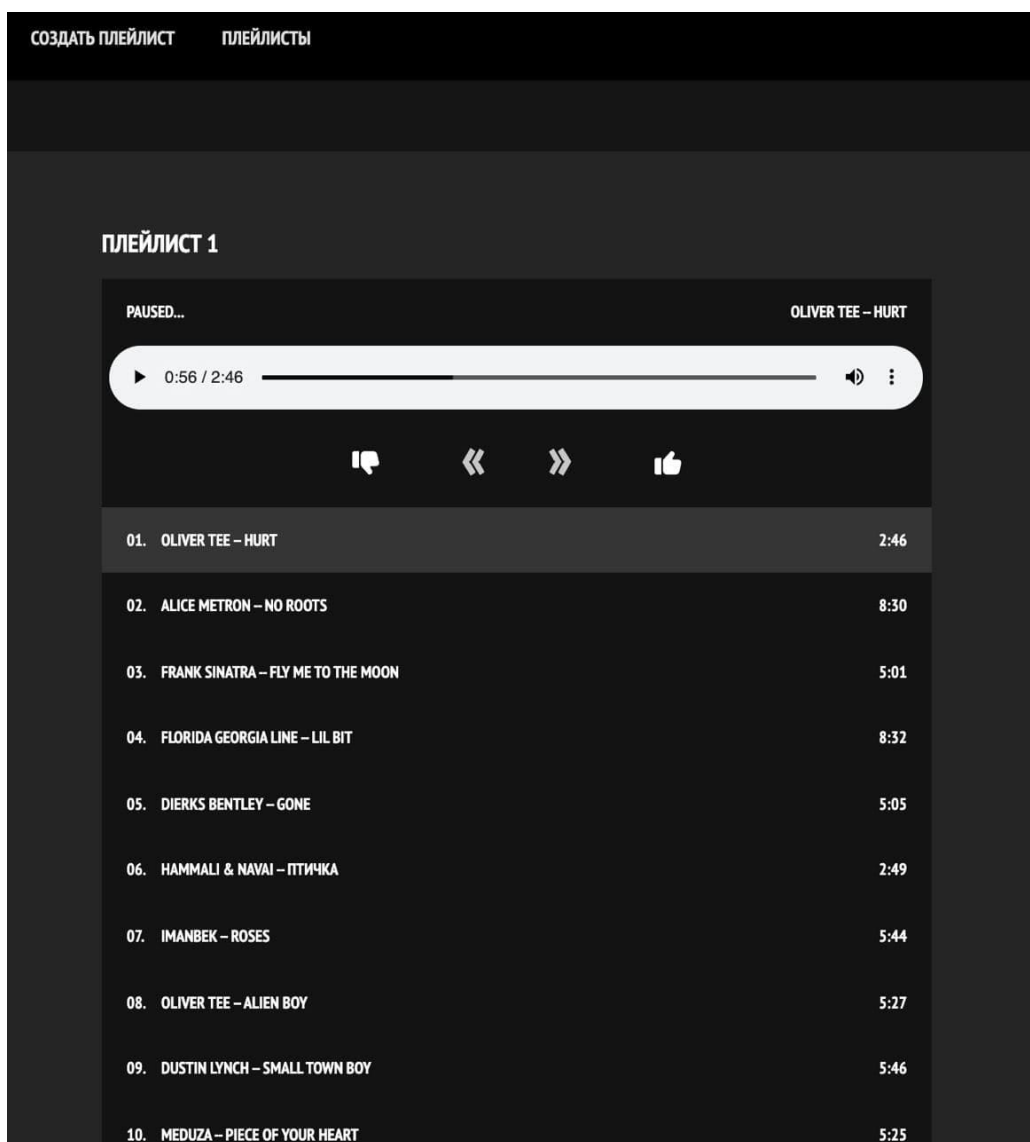 СОЗДАТЬ ПЛЕЙЛИСТ ПЛЕЙЛИСТЫ
ПЛЕЙЛИСТ 1
PAUSED... OLIVER TEE – HURT
0:56 / 2:46
01. OLIVER TEE – HURT 2:46
02. ALICE METRON – NO ROOTS 8:30
03. FRANK SINATRA – FLY ME TO THE MOON 5:01
04. FLORIDA GEORGIA LINE – LIL BIT 8:32
05. DIERKS BENTLEY – GONE 5:05
06. HAMMALI & NAVAI – ПТИЧКА 2:49
07. IMANBEK – ROSES 5:44
08. OLIVER TEE – ALIEN BOY 5:27
09. DUSTIN LYNCH – SMALL TOWN BOY 5:46
10. MEDUZA – PIECE OF YOUR HEART 5:25